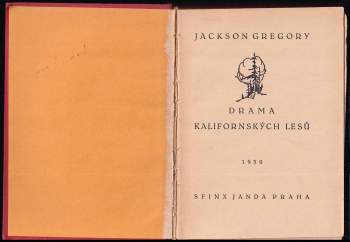 JACKSON GREGORY
DRAMA
KALIFORNSKÝCH LESŮ
1930
SFINX JANDA PRAHA